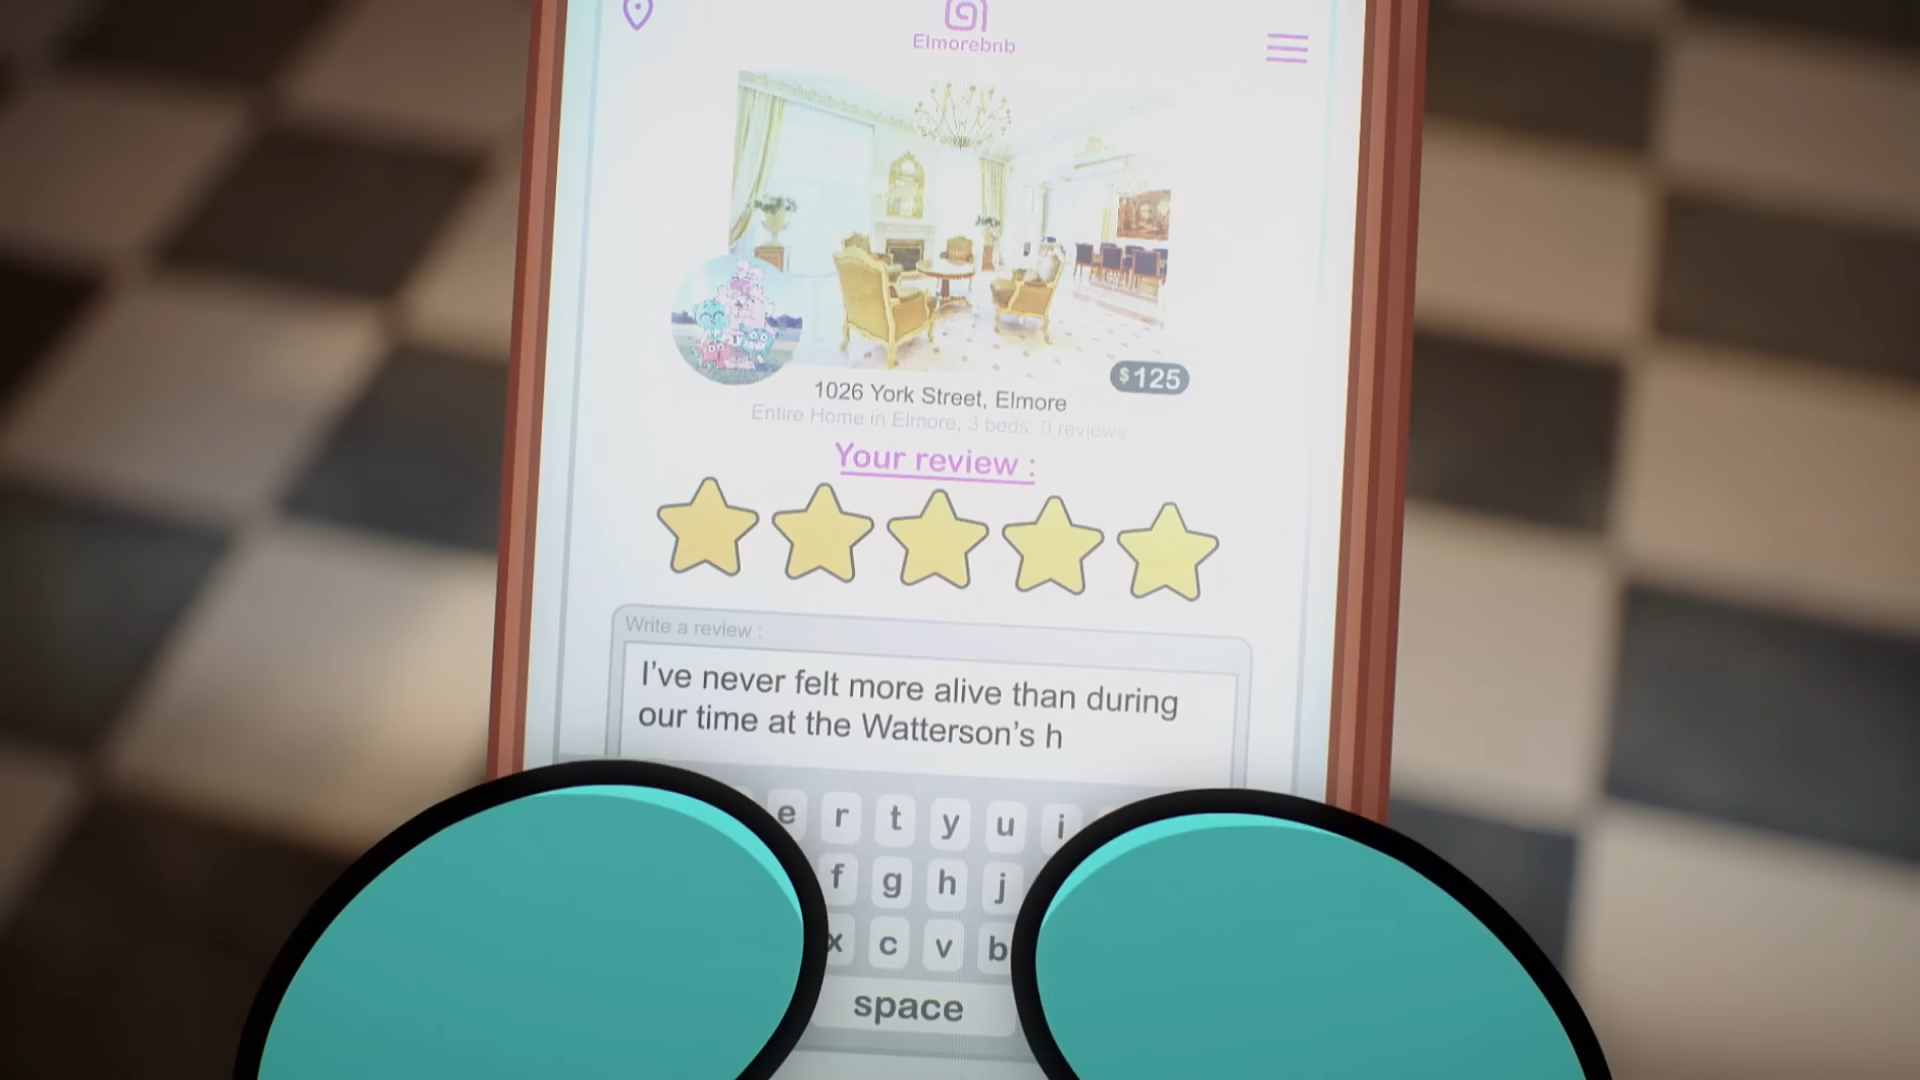 Elmorebnb
$125
1026 York Street, Elmore
Entire Home in Elmore, 3 beds 0 reviews
Your review :
Write a review :
I've never felt more alive than during
our time at the Watterson's h
e r t y u i
f g h j
x c v b
space